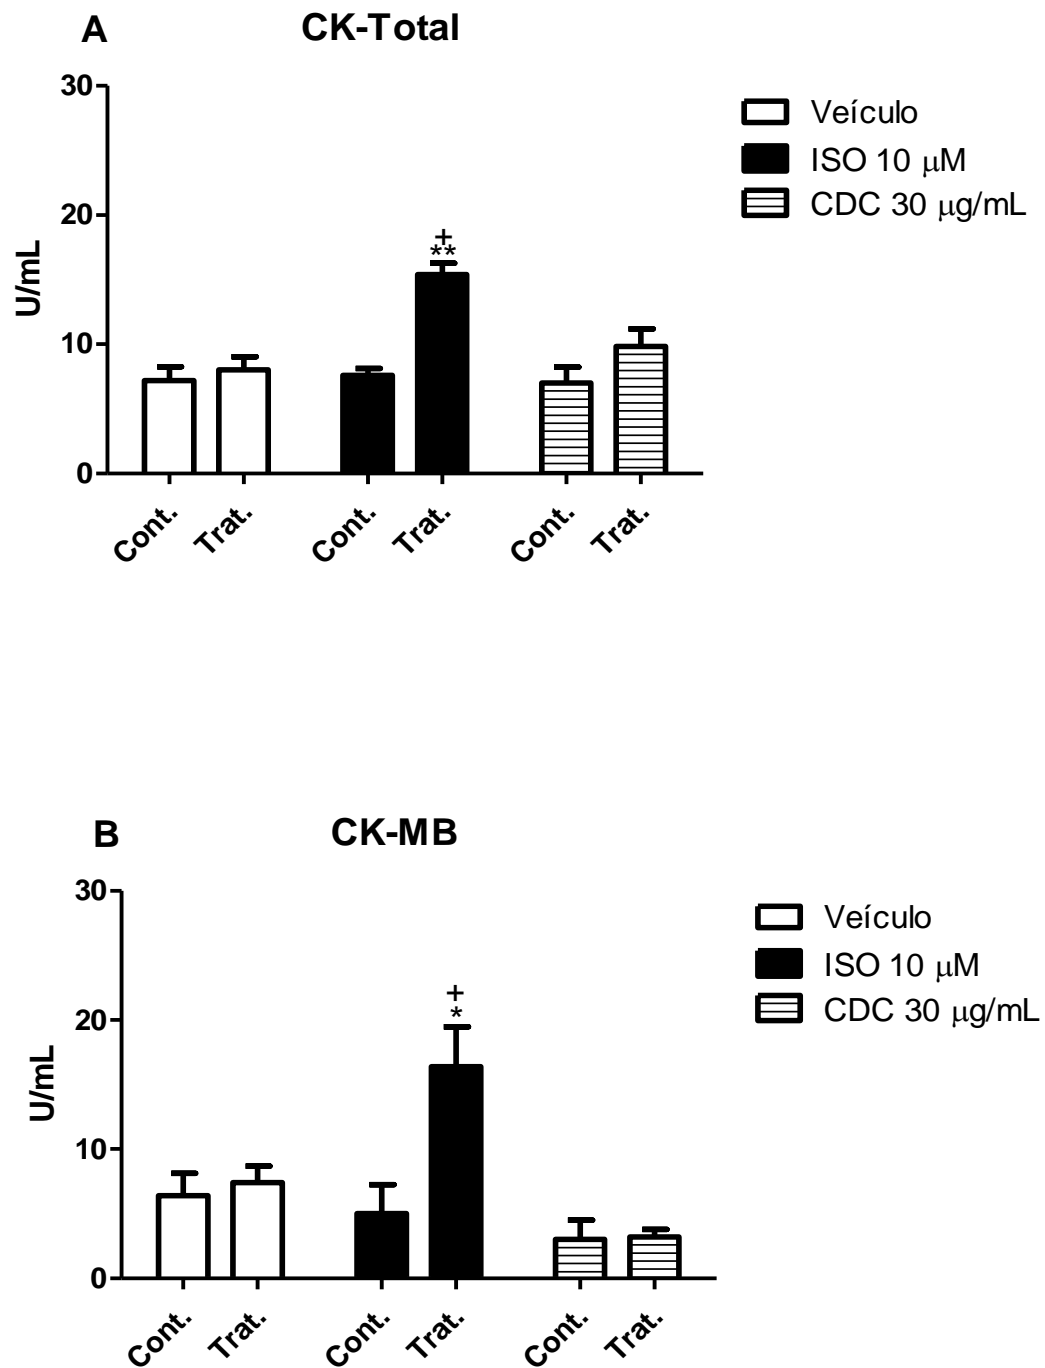 A
CK-Total
30
20
10
0
U/mL
+
**
Cont.
Trat.
Cont.
Trat.
Cont.
Trat.
Veículo
ISO 10 μM
CDC 30 μg/mL
B
CK-MB
30
20
10
0
U/mL
+
*
Cont.
Trat.
Cont.
Trat.
Cont.
Trat.
Veículo
ISO 10 μM
CDC 30 μg/mL